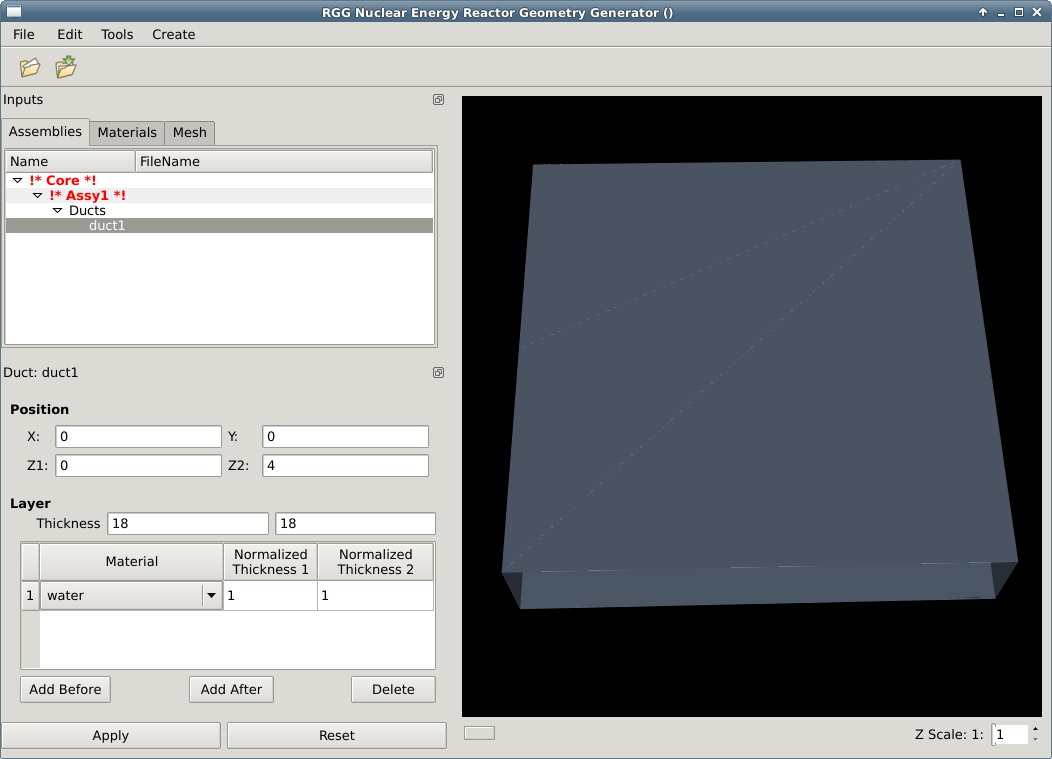 RGG Nuclear Energy Reactor Geometry Generator ()
File Edit Tools Create
Inputs
Assemblies Materials Mesh
Name FileName
!* Core *!
!* Assy1 *!
Ducts
duct1
Duct: duct1
Position
X: 0 Y: 0
Z1: 0 Z2: 4
Layer
Thickness 18 18
Material Normalized Thickness 1 Normalized Thickness 2
1 water 1 1
Add Before Add After Delete
Apply Reset
Z Scale: 1: 1